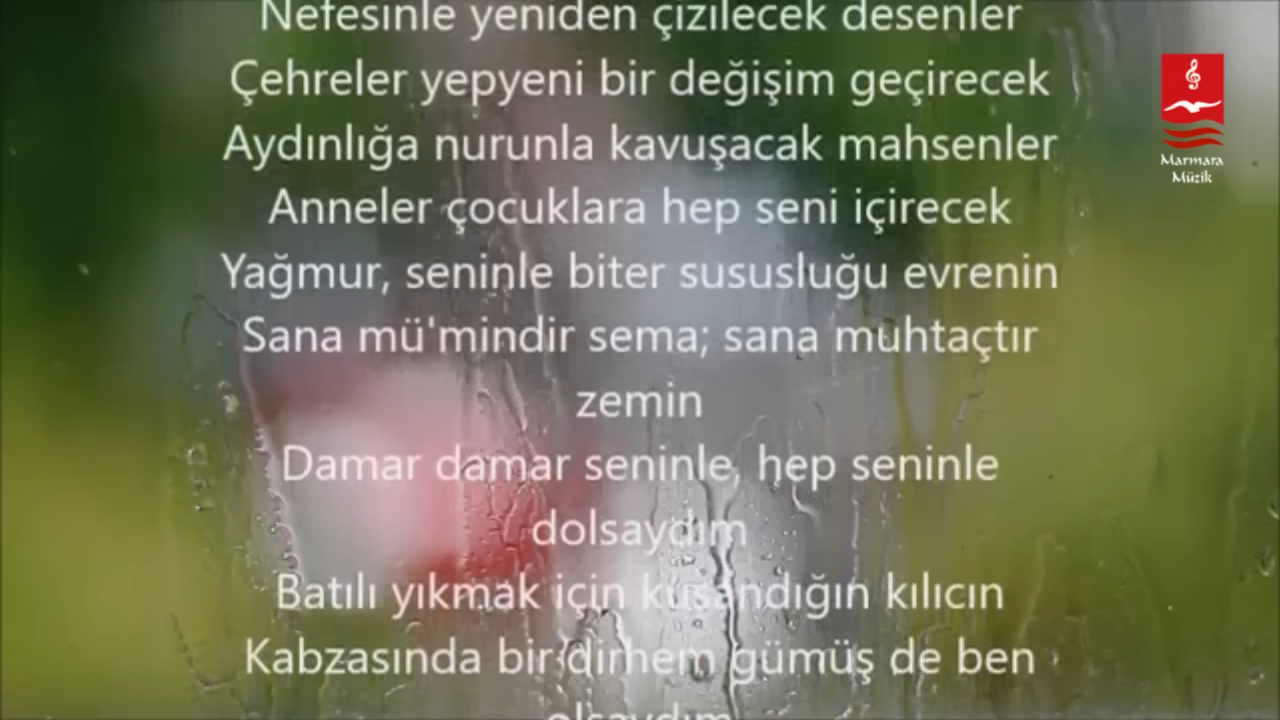 Nefesinle yeniden çizilecek desenler
Çehreler yepyeni bir değişim geçirecek
Aydınlığa nurunla kavuşacak mahsenler
Anneler çocuklara hep seni içirecek
Yağmur, seninle biter sususluğu evrenin
Sana mü'mindir sema; sana muhtaçtır
zemin
Damar damar seninle, hep seninle
dolsaydım
Batılı yıkmak için kuşandığın kılıcın
Kabzasında bir dirhem gümüş de ben
olsaydım
Marmara
Müzik